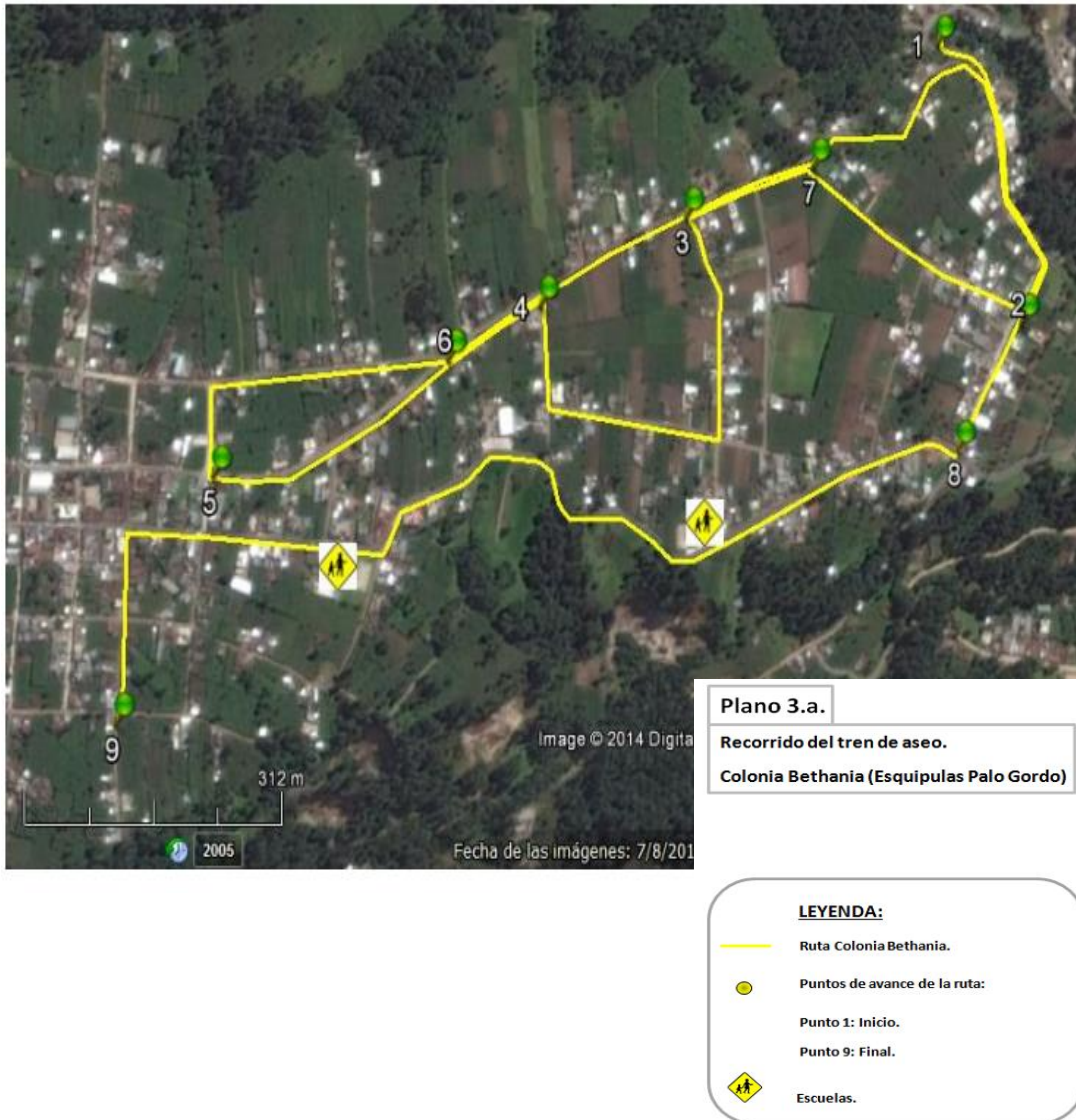 1
7
3
2
4
6
8
5
9
Image © 2014 Digita
312 m
2005
Fecha de las imágenes: 7/8/201
Plano 3.a.
Recorrido del tren de aseo.
Colonia Bethania (Esquipulas Palo Gordo)
LEYENDA:
Ruta Colonia Bethania.
Puntos de avance de la ruta:
Punto 1: Inicio.
Punto 9: Final.
Escuelas.